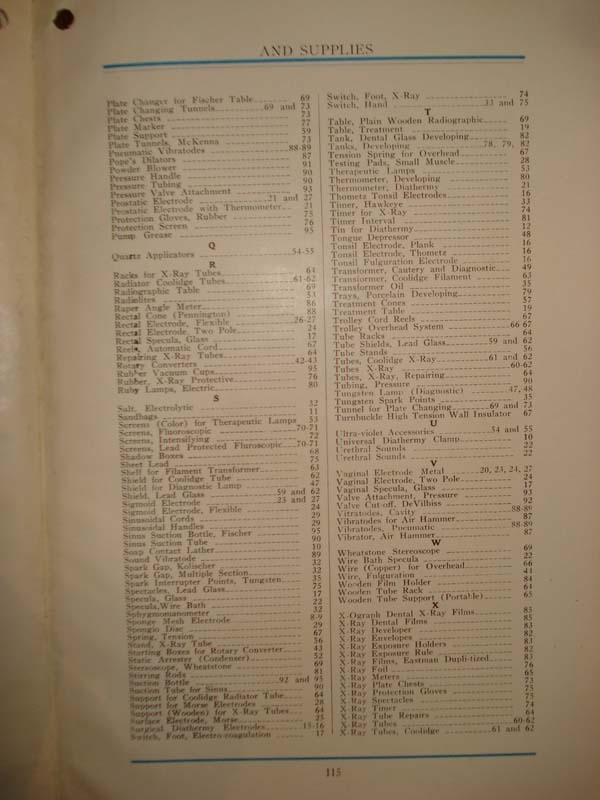 AND SUPPLIES
Plate Changer for Fischer Table 69
Plate Changing Tunnels 69 and 73
Plate Chests 73
Plate Marker 77
Plate Support 59
Plate Tunnels, McKenna 73
Pneumatic Vibratodes 88-89
Pope's Dilators 87
Powder Blower 91
Pressure Handle 90
Pressure Tubing 90
Pressure Valve Attachment 93
Prostatic Electrode 21 and 27
Prostatic Electrode with Thermometer 21
Protection Gloves, Rubber 75
Protection Screen 76
Pump Grease 95
Q
Quartz Applicators 54-55
R
Racks for X-Ray Tubes 64
Radiator Coolidge Tubes 61-62
Radiographic Table 69
Radiolites 53
Raper Angle Meter 86
Rectal Cone (Pennington) 88
Rectal Electrode, Flexible 26-27
Rectal Electrode, Two Pole 24
Rectal Specula, Glass 17
Reels, Automatic Cord 67
Repairing X-Ray Tubes 64
Rotary Converters 42-43
Rubber Vacuum Cups 95
Rubber, X-Ray Protective 76
Ruby Lamps, Electric 80
S
Salt, Electrolytic 32
Sandbags 11
Screens (Color) for Therapeutic Lamps 53
Screens, Fluoroscopic 70-71
Screens, Intensifying 72
Screens, Lead Protected Fluroscopic 70-71
Shadow Boxes 68
Sheet Lead 75
Shelf for Filament Transformer 63
Shield for Coolidge Tube 62
Shield for Diagnostic Lamp 47
Shield, Lead Glass 59 and 62
Sigmoid Electrode 23 and 27
Sigmoid Electrode, Flexible 24
Sinusoidal Cords 29
Sinusoidal Handles 29
Sinus Suction Bottle, Fischer 95
Sinus Suction Tube 90
Soap Contact Lather 10
Sound Vibratode 89
Spark Gap, Kolischer 32
Spark Gap, Multiple Section 32
Spark Interrupter Points, Tungsten 35
Spectacles, Lead Glass 75
Specula, Glass 17
Specula, Wire Bath 22
Sphygmomanometer 32
Sponge Mesh Electrode 8-9
Spongio Disc 29
Spring, Tension 67
Stand, X-Ray Tube 56
Starting Boxes for Rotary Converter 43
Static Arrester (Condenser) 52
Stereoscope, Wheatstone 69
Stirring Rods 81
Suction Bottle 92 and 95
Suction Tube for Sinus 90
Support for Coolidge Radiator Tube 64
Support for Morse Electrodes 28
Support (Wooden) for X-Ray Tubes 64
Surface Electrode, Morse 25
Surgical Diathermy Electrodes 15-16
Switch, Foot, Electro-coagulation 17
Switch, Foot, X-Ray 74
Switch, Hand 33 and 75
T
Table, Plain Wooden Radiographic 69
Table, Treatment 19
Tank, Dental Glass Developing 82
Tanks, Developing 78, 79, 82
Tension Spring for Overhead 67
Testing Pads, Small Muscle 28
Therapeutic Lamps 53
Thermometer, Developing 80
Thermometer, Diathermy 21
Thometz Tonsil Electrodes 16
Timer, Hawkeye 33
Timer for X-Ray 74
Timer Interval 81
Tin for Diathermy 12
Tongue Depressor 48
Tonsil Electrode, Plank 16
Tonsil Electrode, Thometz 16
Tonsil Fulguration Electrode 16
Transformer, Cautery and Diagnostic 49
Transformer, Coolidge Filament 63
Transformer Oil 35
Trays, Porcelain Developing 79
Treatment Cones 57
Treatment Table 19
Trolley Cord Reels 67
Trolley Overhead System 66 67
Tube Racks 64
Tube Shields, Lead Glass 59 and 62
Tube Stands 56
Tubes, Coolidge X-Ray 61 and 62
Tubes X-Ray 60-62
Tubes, X-Ray, Repairing 64
Tubing, Pressure 90
Tungsten Lamp (Diagnostic) 47, 48
Tungsten Spark Points 35
Tunnel for Plate Changing 69 and 73
Turnbuckle High Tension Wall Insulator 67
U
Ultra-violet Accessories 54 and 55
Universal Diathermy Clamp 10
Urethral Sounds 22
Urethral Sounds 22
V
Vaginal Electrode Metal 20, 23, 24, 27
Vaginal Electrode, Two Pole 24
Vaginal Specula, Glass 17
Valve Attachment, Pressure 93
Valve Cut-off, DeVilbiss 92
Vitratodes, Cavity 88-89
Vibratodes for Air Hammer 87
Vibratodes, Pneumatic 88-89
Vibrator, Air Hammer 87
W
Wheatstone Stereoscope 69
Wire Bath Specula 22
Wire (Copper) for Overhead 66
Wire, Fulguration 41
Wooden Film Holder 84
Wooden Tube Rack 64
Wooden Tube Support (Portable) 65
X
X-Ograph Dental X-Ray Films 85
X-Ray Dental Films 85
X-Ray Developer 83
X-Ray Envelopes 82
X-Ray Exposure Holders 83
X-Ray Exposure Rule 82
X-Ray Films, Eastman Dupli-tized 83
X-Ray Foil 76
X-Ray Meters 65
X-Ray Plate Chests 73
X-Ray Protection Gloves 75
X-Ray Spectacles 75
X-Ray Timer 74
X-Ray Tube Repairs 64
X-Ray Tubes 60-62
X-Ray Tubes, Coolidge 61 and 62
115